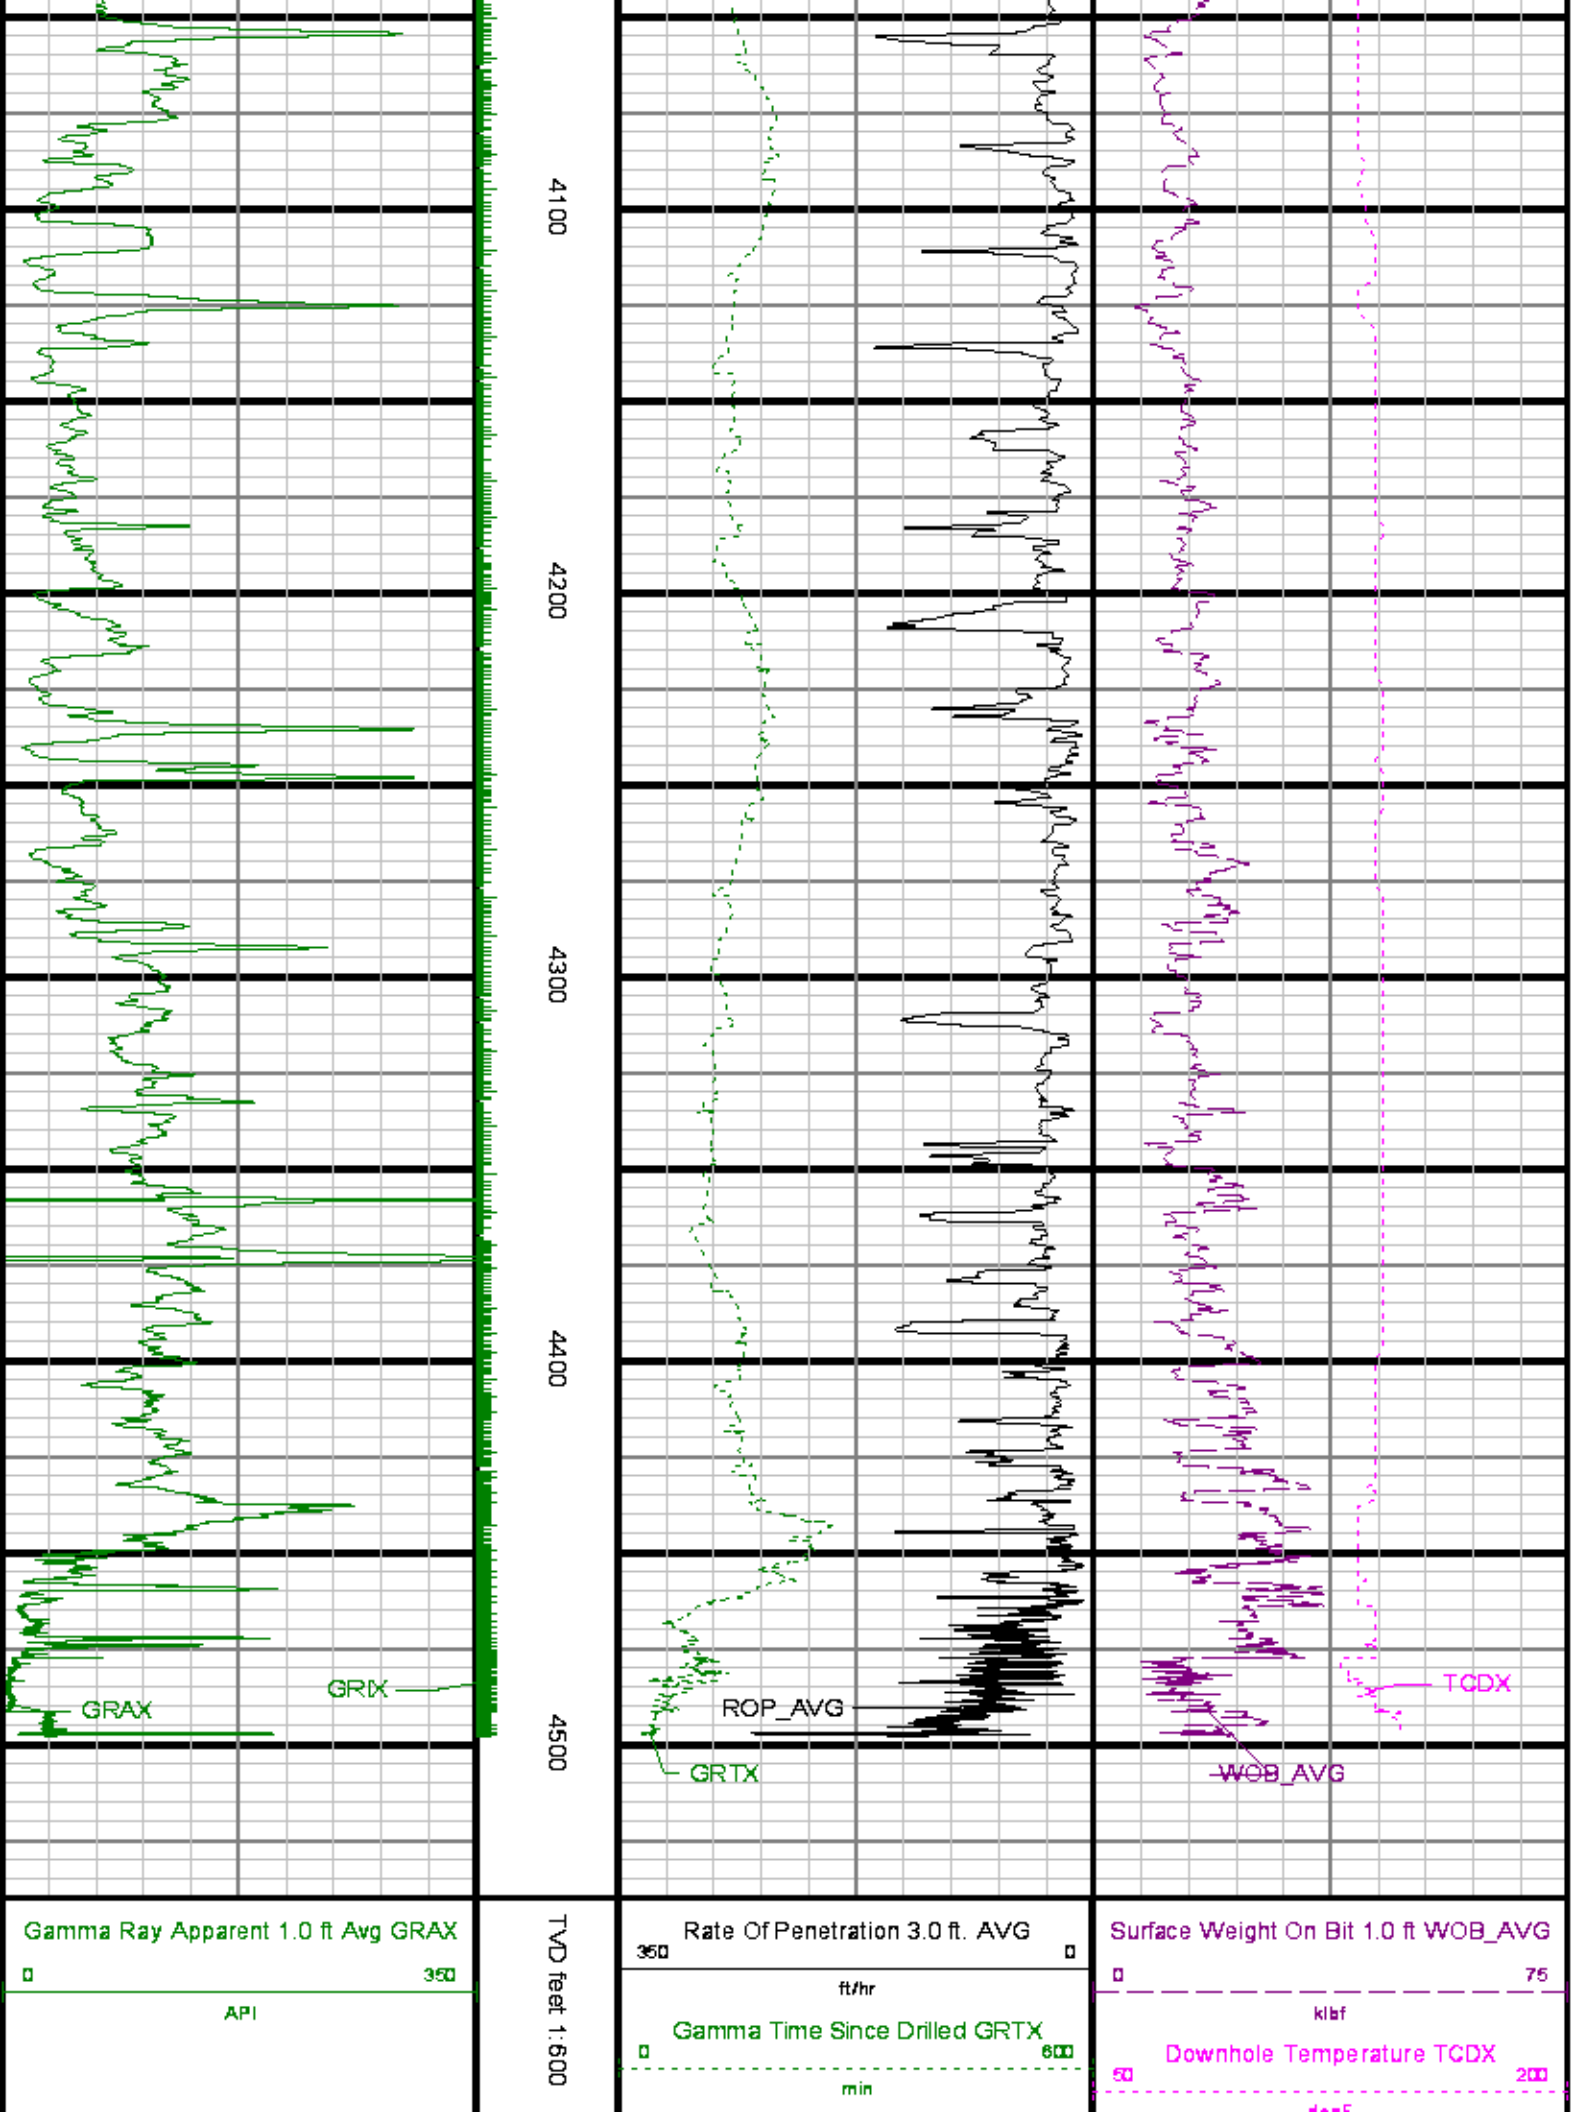 4100
4200
4300
4400
GRIX
GRAX
ROP_AVG
TCDX
4500
GRTX
WOB_AVG
Gamma Ray Apparent 1.0 ft Avg GRAX
0 350
API
TVD feet 1:600
Rate Of Penetration 3.0 ft. AVG
350 0
ft/hr
Gamma Time Since Drilled GRTX
0 600
min
Surface Weight On Bit 1.0 ft WOB_AVG
0 75
klbf
Downhole Temperature TCDX
50 200